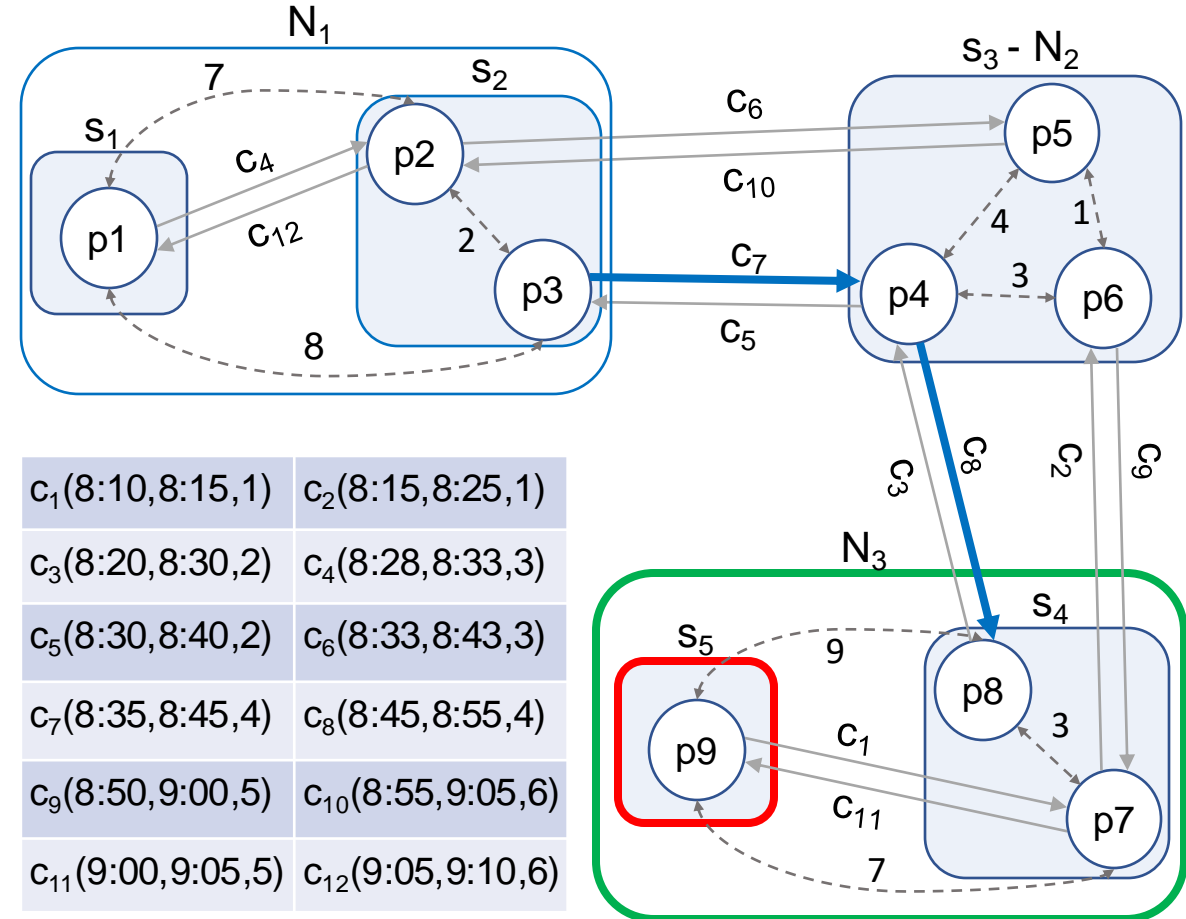 N₁
s₃ - N₂
7
s₂
s₁
c₄
p2
c₆
p5
c₁₀
p1
c₁₂
2
4
1
p3
c₇
p4
3
p6
c₅
8
c₃
c₈
c₂
c₉
c₁(8:10,8:15,1) c₂(8:15,8:25,1)
c₃(8:20,8:30,2) c₄(8:28,8:33,3)
c₅(8:30,8:40,2) c₆(8:33,8:43,3)
c₇(8:35,8:45,4) c₈(8:45,8:55,4)
c₉(8:50,9:00,5) c₁₀(8:55,9:05,6)
c₁₁(9:00,9:05,5) c₁₂(9:05,9:10,6)
N₃
s₄
s₅
9
p8
3
p9
c₁
c₁₁
p7
7